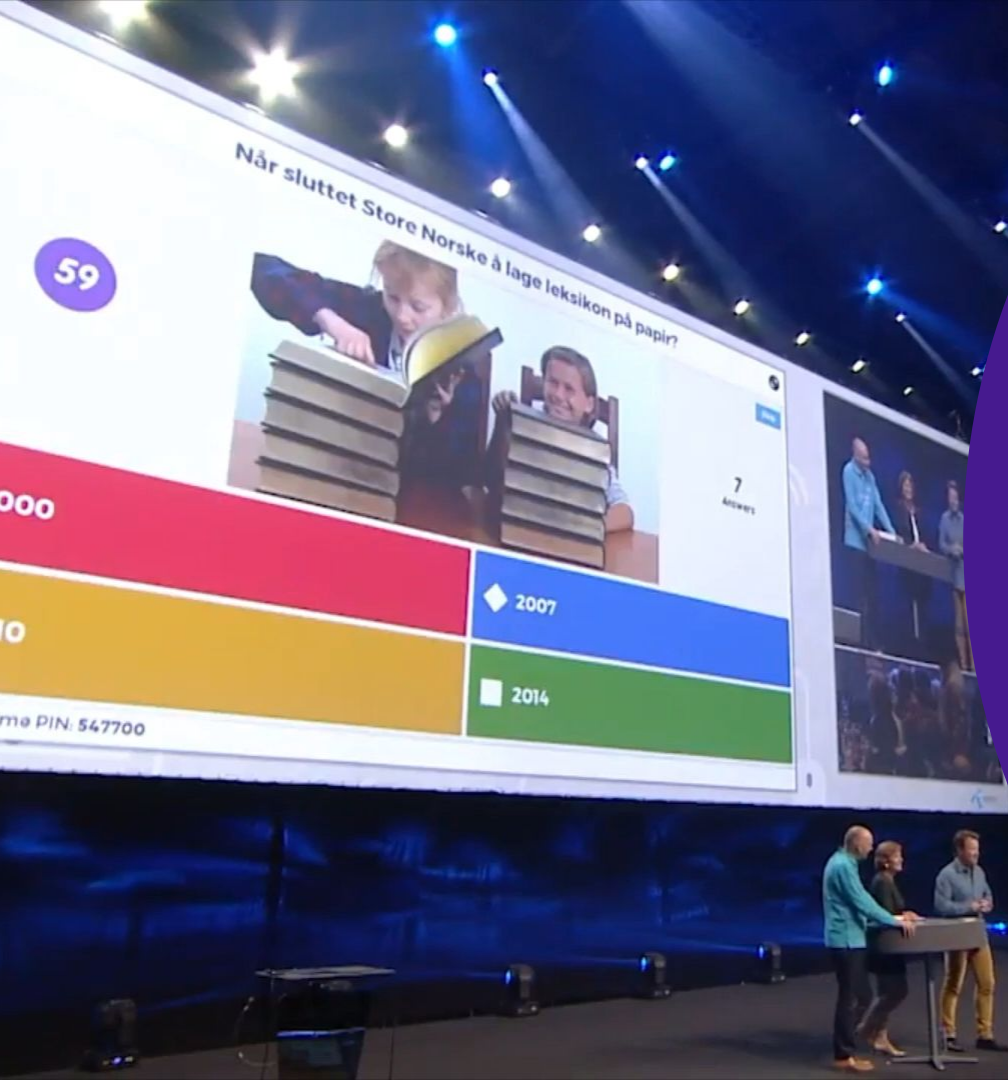 Når sluttet Store Norske å lage leksikon på papir?
59
7
Answers
000
2007
10
2014
me PIN: 547700